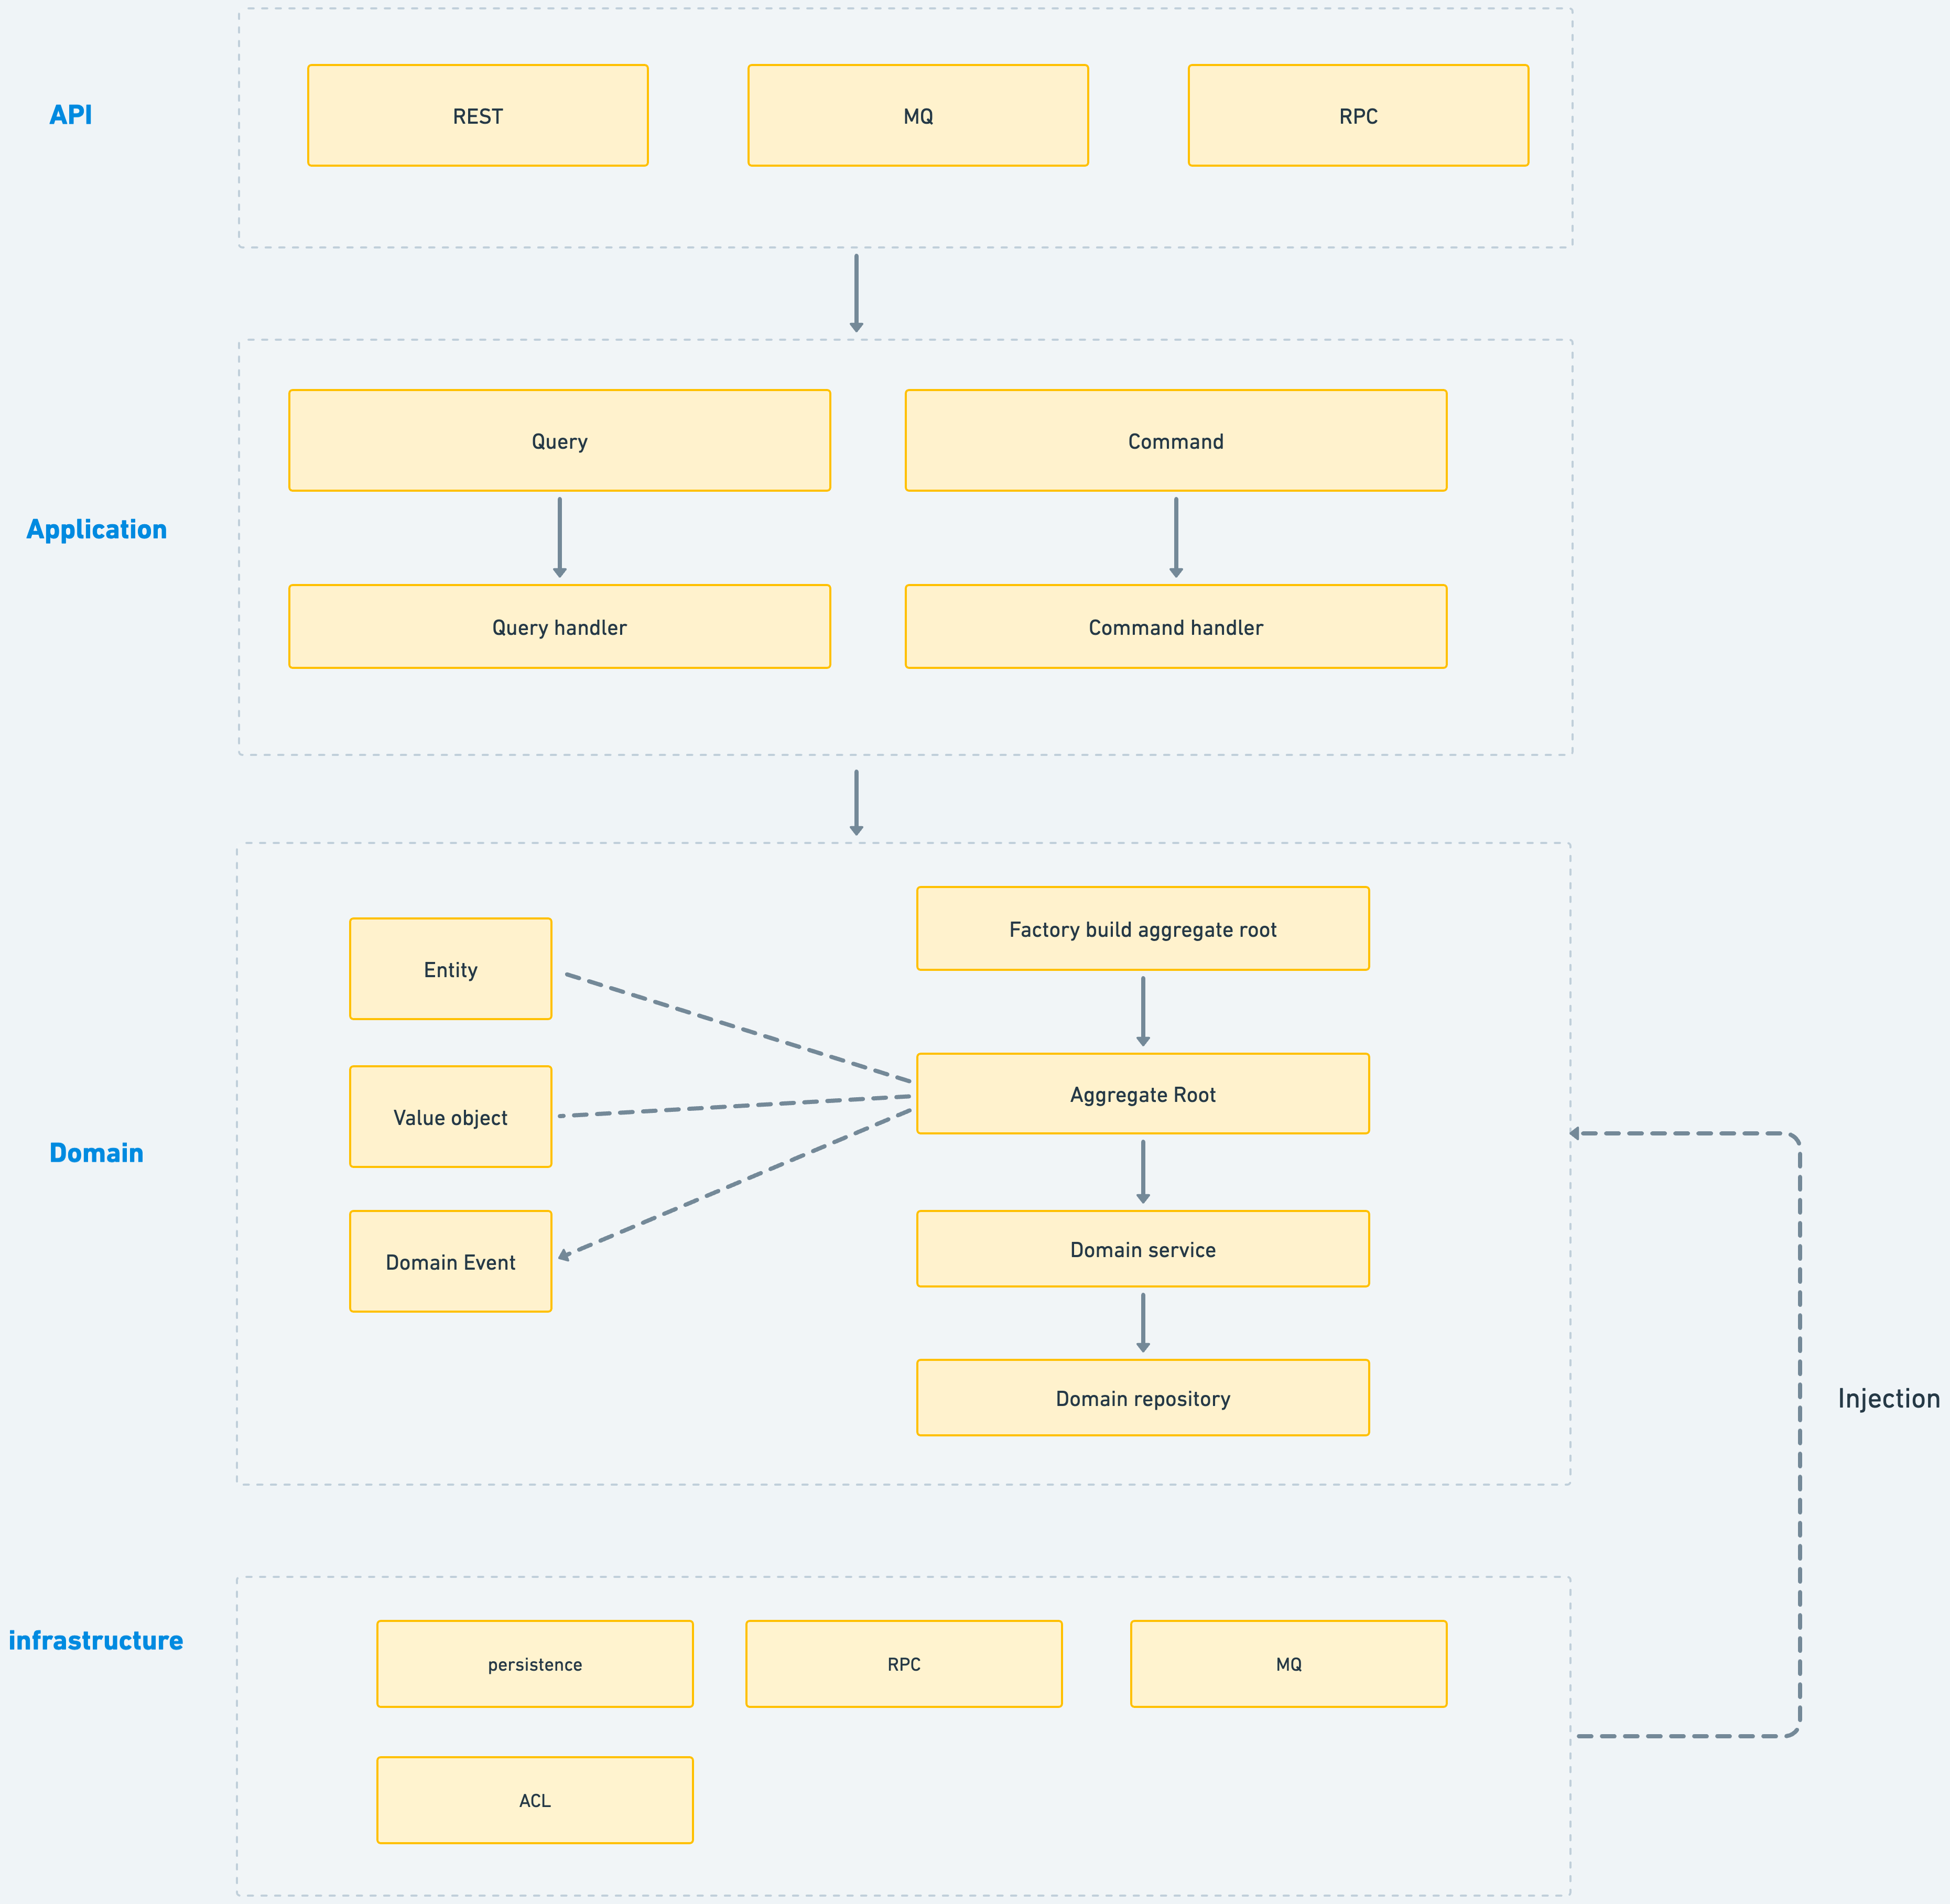 API
REST
MQ
RPC
Application
Query
Command
Query handler
Command handler
Domain
Entity
Value object
Domain Event
Factory build aggregate root
Aggregate Root
Domain service
Domain repository
Injection
infrastructure
persistence
RPC
MQ
ACL